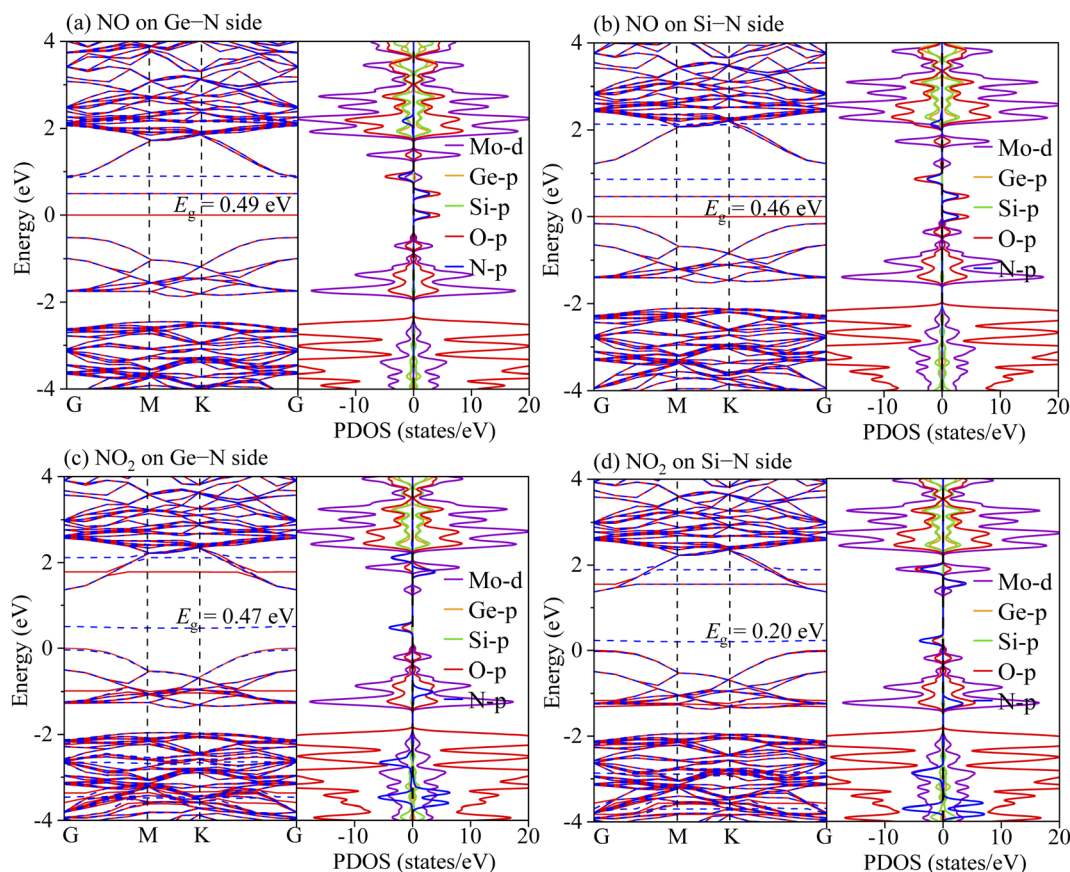 (a) NO on Ge−N side
4
2
0
-2
-4
Energy (eV)
Eg = 0.49 eV
Mo-d
Ge-p
Si-p
O-p
N-p
G
M
K
G
-10
0
10
20
PDOS (states/eV)
(b) NO on Si−N side
4
2
0
-2
-4
Energy (eV)
Eg = 0.46 eV
Mo-d
Ge-p
Si-p
O-p
N-p
G
M
K
G
-10
0
10
20
PDOS (states/eV)
(c) NO2 on Ge−N side
4
2
0
-2
-4
Energy (eV)
Eg = 0.47 eV
Mo-d
Ge-p
Si-p
O-p
N-p
G
M
K
G
-10
0
10
20
PDOS (states/eV)
(d) NO2 on Si−N side
4
2
0
-2
-4
Energy (eV)
Eg = 0.20 eV
Mo-d
Ge-p
Si-p
O-p
N-p
G
M
K
G
-10
0
10
20
PDOS (states/eV)